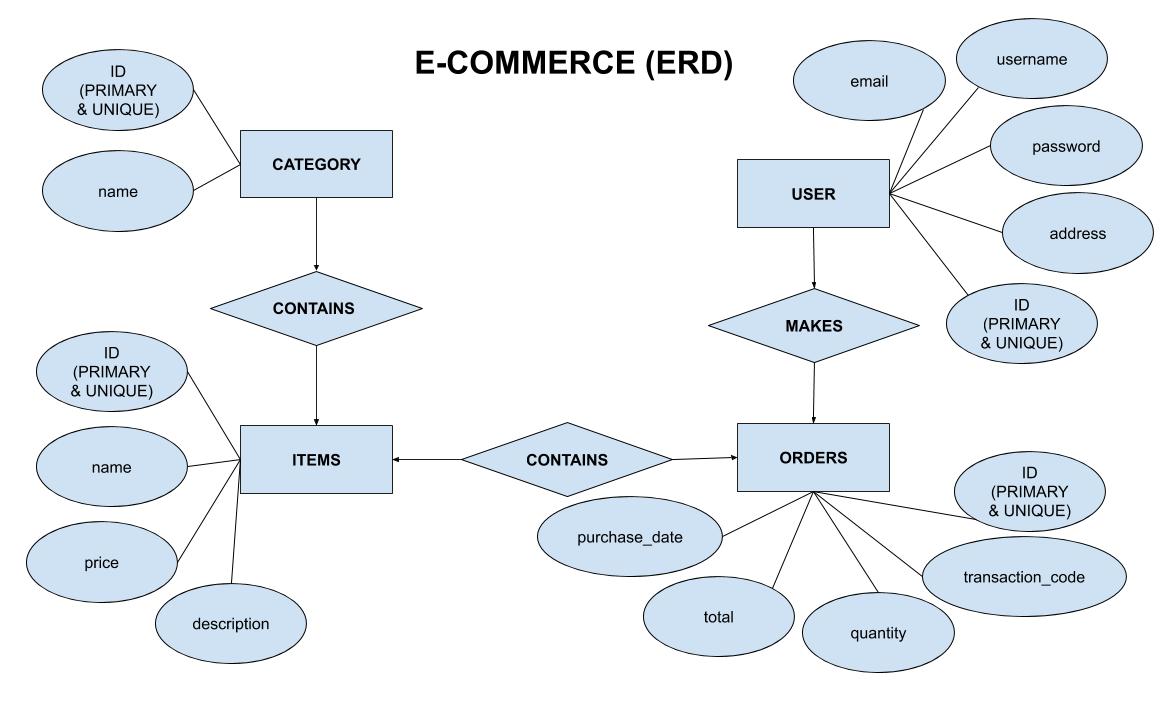 E-COMMERCE (ERD)
ID
(PRIMARY
& UNIQUE)
name
CATEGORY
CONTAINS
email
username
password
address
ID
(PRIMARY
& UNIQUE)
USER
MAKES
ID
(PRIMARY
& UNIQUE)
name
price
description
ITEMS
CONTAINS
ORDERS
ID
(PRIMARY
& UNIQUE)
purchase_date
transaction_code
total
quantity